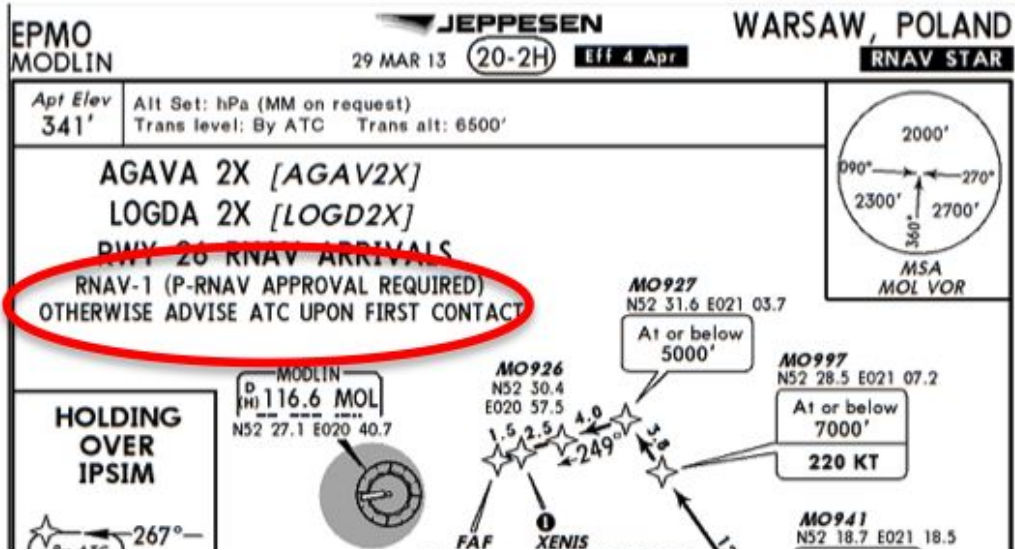 EPMO
MODLIN
JEPPESEN
29 MAR 13
20-2H
Eff 4 Apr
WARSAW, POLAND
RNAV STAR
Apt Elev
341'
Alt Set: hPa (MM on request)
Trans level: By ATC Trans alt: 6500'
2000'
090°
270°
2300'
2700'
360°
MSA
MOL VOR
AGAVA 2X [AGAV2X]
LOGDA 2X [LOGD2X]
RWY 26 RNAV ARRIVALS
RNAV-1 (P-RNAV APPROVAL REQUIRED)
OTHERWISE ADVISE ATC UPON FIRST CONTACT
MO927
N52 31.6 E021 03.7
At or below
5000'
MO997
N52 28.5 E021 07.2
At or below
7000'
220 KT
MO926
N52 30.4
E020 57.5
MODLIN
D
(H) 116.6 MOL
N52 27.1 E020 40.7
1.5
2.5
4.0
249°
3.8
HOLDING
OVER
IPSIM
267°
FAF
1
XENIS
MO941
N52 18.7 E021 18.5